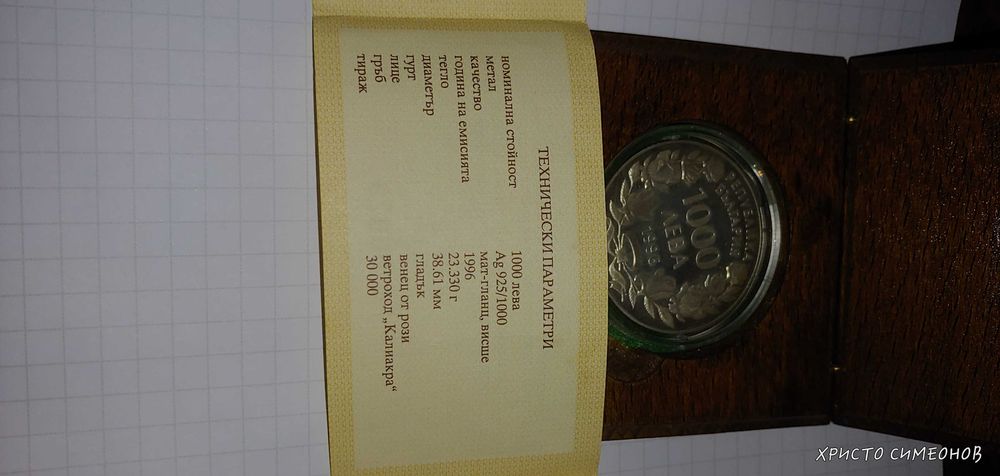 ТЕХНИЧЕСКИ ПАРАМЕТРИ
номинална стойност 1000 лева
метал Ag 925/1000
качество мат-гланц, висше
година на емисията 1996
тегло 23.330 г
диаметър 38.61 мм
гурт гладък
лице венец от рози
гръб ветроход „Калиакра“
тираж 30 000
РЕПУБЛИКА
БЪЛГАРИЯ
1000
ЛЕВА
1996
ХРИСТО СИМЕОНОВ